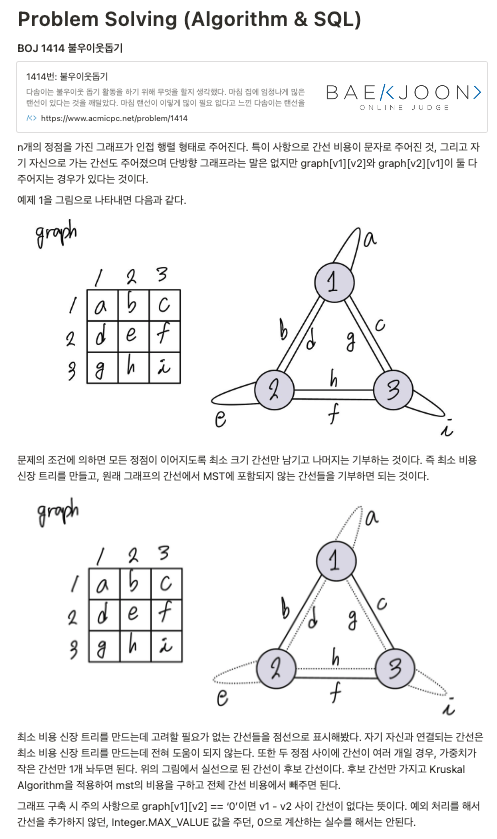 Problem Solving (Algorithm & SQL)
BOJ 1414 불우이웃돕기
1414번: 불우이웃돕기
다솜이는 불우이웃 돕기 활동을 하기 위해 무엇을 할지 생각했다. 마침 집에 엄청나게 많은
랜선이 있다는 것을 깨달았다. 마침 랜선이 이렇게 많이 필요 없다고 느낀 다솜이는 랜선을
https://www.acmicpc.net/problem/1414
BAEKJOON>
ONLINE JUDGE
n개의 정점을 가진 그래프가 인접 행렬 형태로 주어진다. 특이 사항으로 간선 비용이 문자로 주어진 것, 그리고 자
기 자신으로 가는 간선도 주어졌으며 단방향 그래프라는 말은 없지만 graph[v1][v2]와 graph[v2][v1]이 둘 다
주어지는 경우가 있다는 것이다.
예제 1을 그림으로 나타내면 다음과 같다.
graph
1 2 3
1 a b c
2 d e f
3 g h i
a
1
b d g c
2 h 3
e f i
문제의 조건에 의하면 모든 정점이 이어지도록 최소 크기 간선만 남기고 나머지는 기부하는 것이다. 즉 최소 비용
신장 트리를 만들고, 원래 그래프의 간선에서 MST에 포함되지 않는 간선들을 기부하면 되는 것이다.
graph
1 2 3
1 a b c
2 d e f
3 g h i
a
1
b d g c
2 h 3
e f i
최소 비용 신장 트리를 만드는데 고려할 필요가 없는 간선들을 점선으로 표시해봤다. 자기 자신과 연결되는 간선은
최소 비용 신장 트리를 만드는데 전혀 도움이 되지 않는다. 또한 두 정점 사이에 간선이 여러 개일 경우, 가중치가
작은 간선만 1개 놔두면 된다. 위의 그림에서 실선으로 된 간선이 후보 간선이다. 후보 간선만 가지고 Kruskal
Algorithm을 적용하여 mst의 비용을 구하고 전체 간선 비용에서 빼주면 된다.
그래프 구축 시 주의 사항으로 graph[v1][v2] == ‘0’이면 v1 - v2 사이 간선이 없다는 뜻이다. 예외 처리를 해서
간선을 추가하지 않던, Integer.MAX_VALUE 값을 주던, 0으로 계산하는 실수를 해서는 안된다.